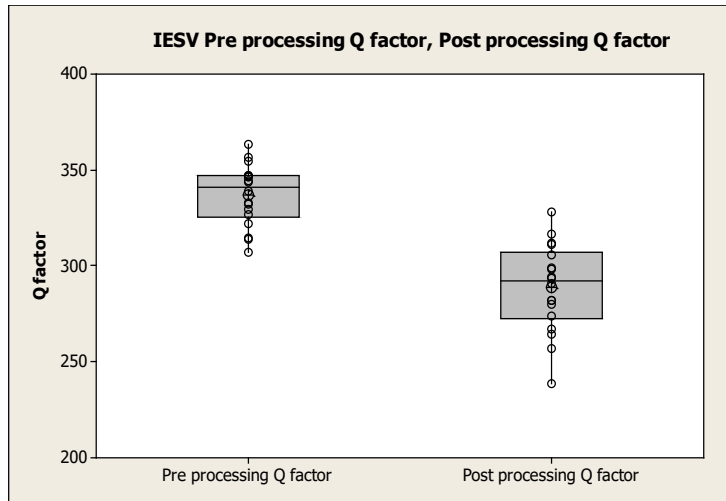 IESV Pre processing Q factor, Post processing Q factor
400
350
300
250
200
Q factor
Pre processing Q factor
Post processing Q factor